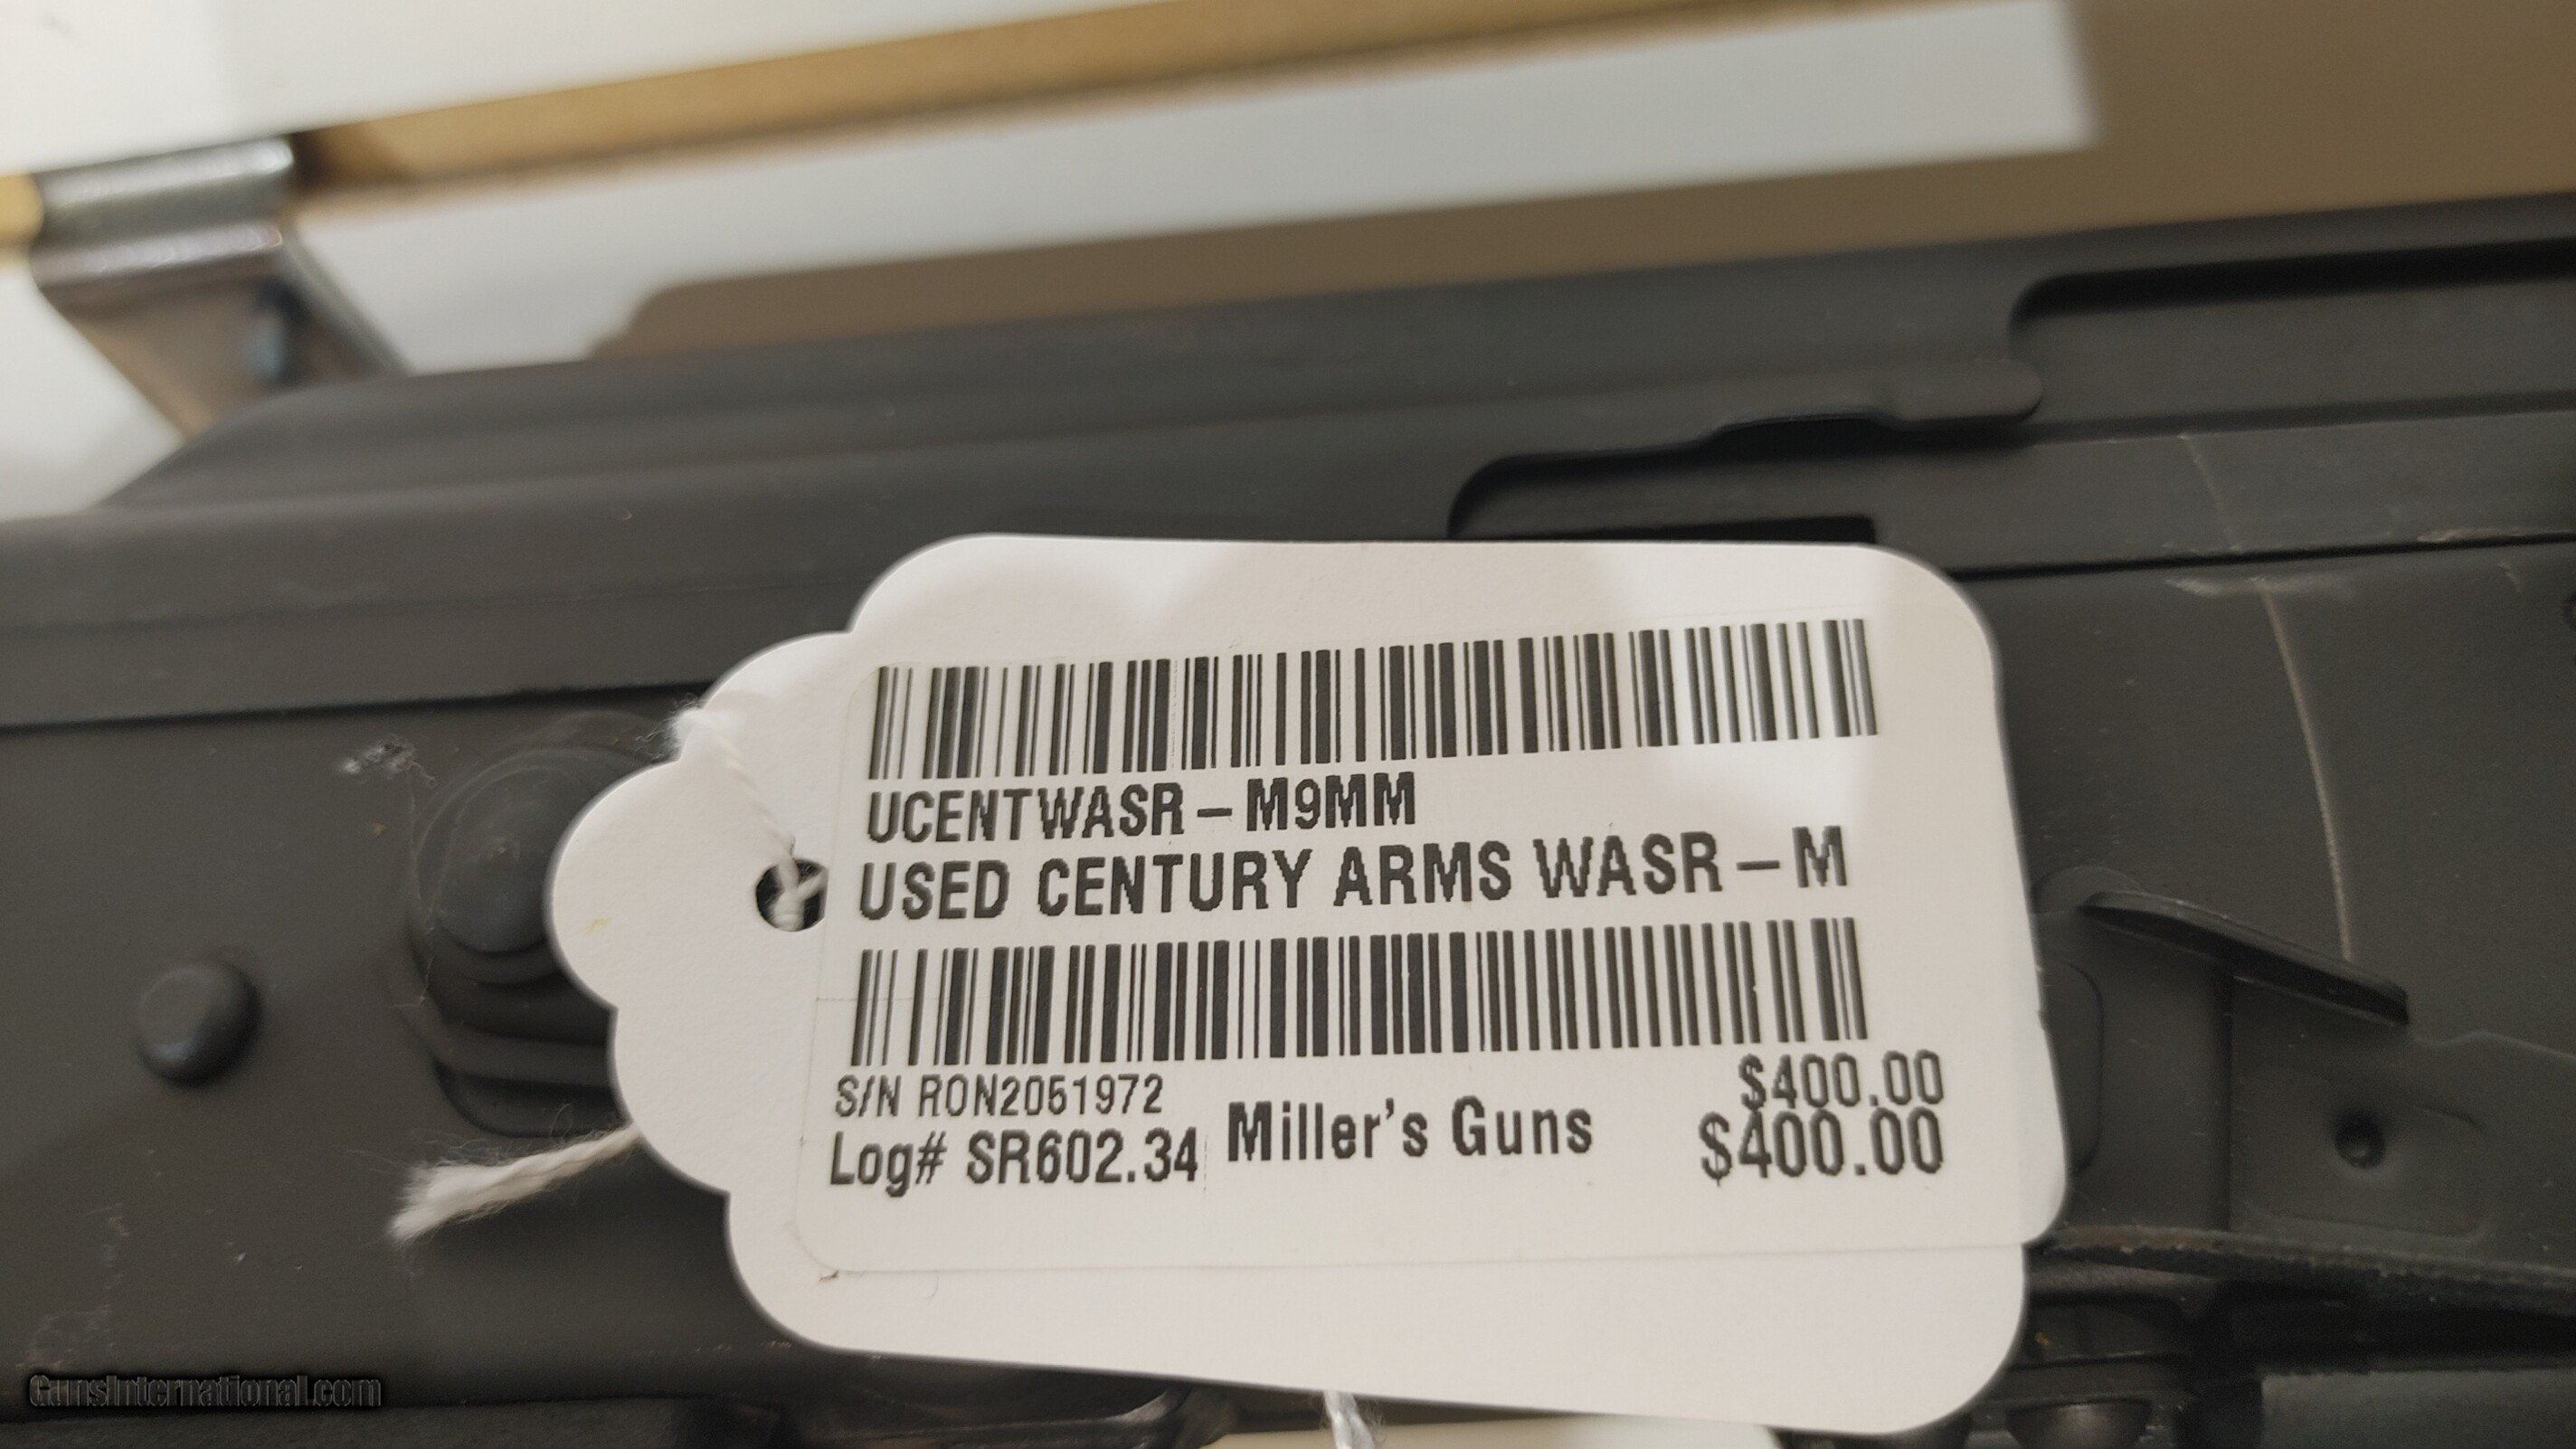 UCENTWASR-M9MM
USED CENTURY ARMS WASR-M
S/N RON2051972
$400.00
Log# SR602.34
Miller's Guns
$400.00
GunsInternational.com